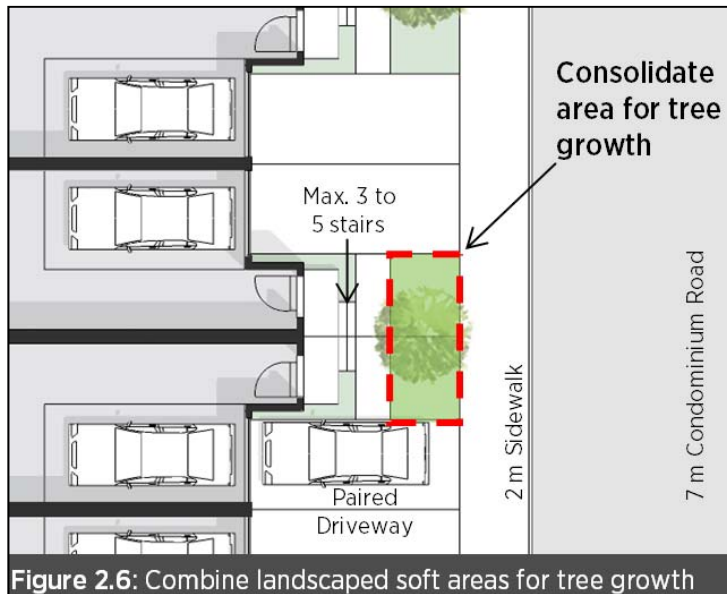 Consolidate
area for tree
growth
Max. 3 to
5 stairs
2 m Sidewalk
7 m Condominium Road
Paired
Driveway
Figure 2.6: Combine landscaped soft areas for tree growth